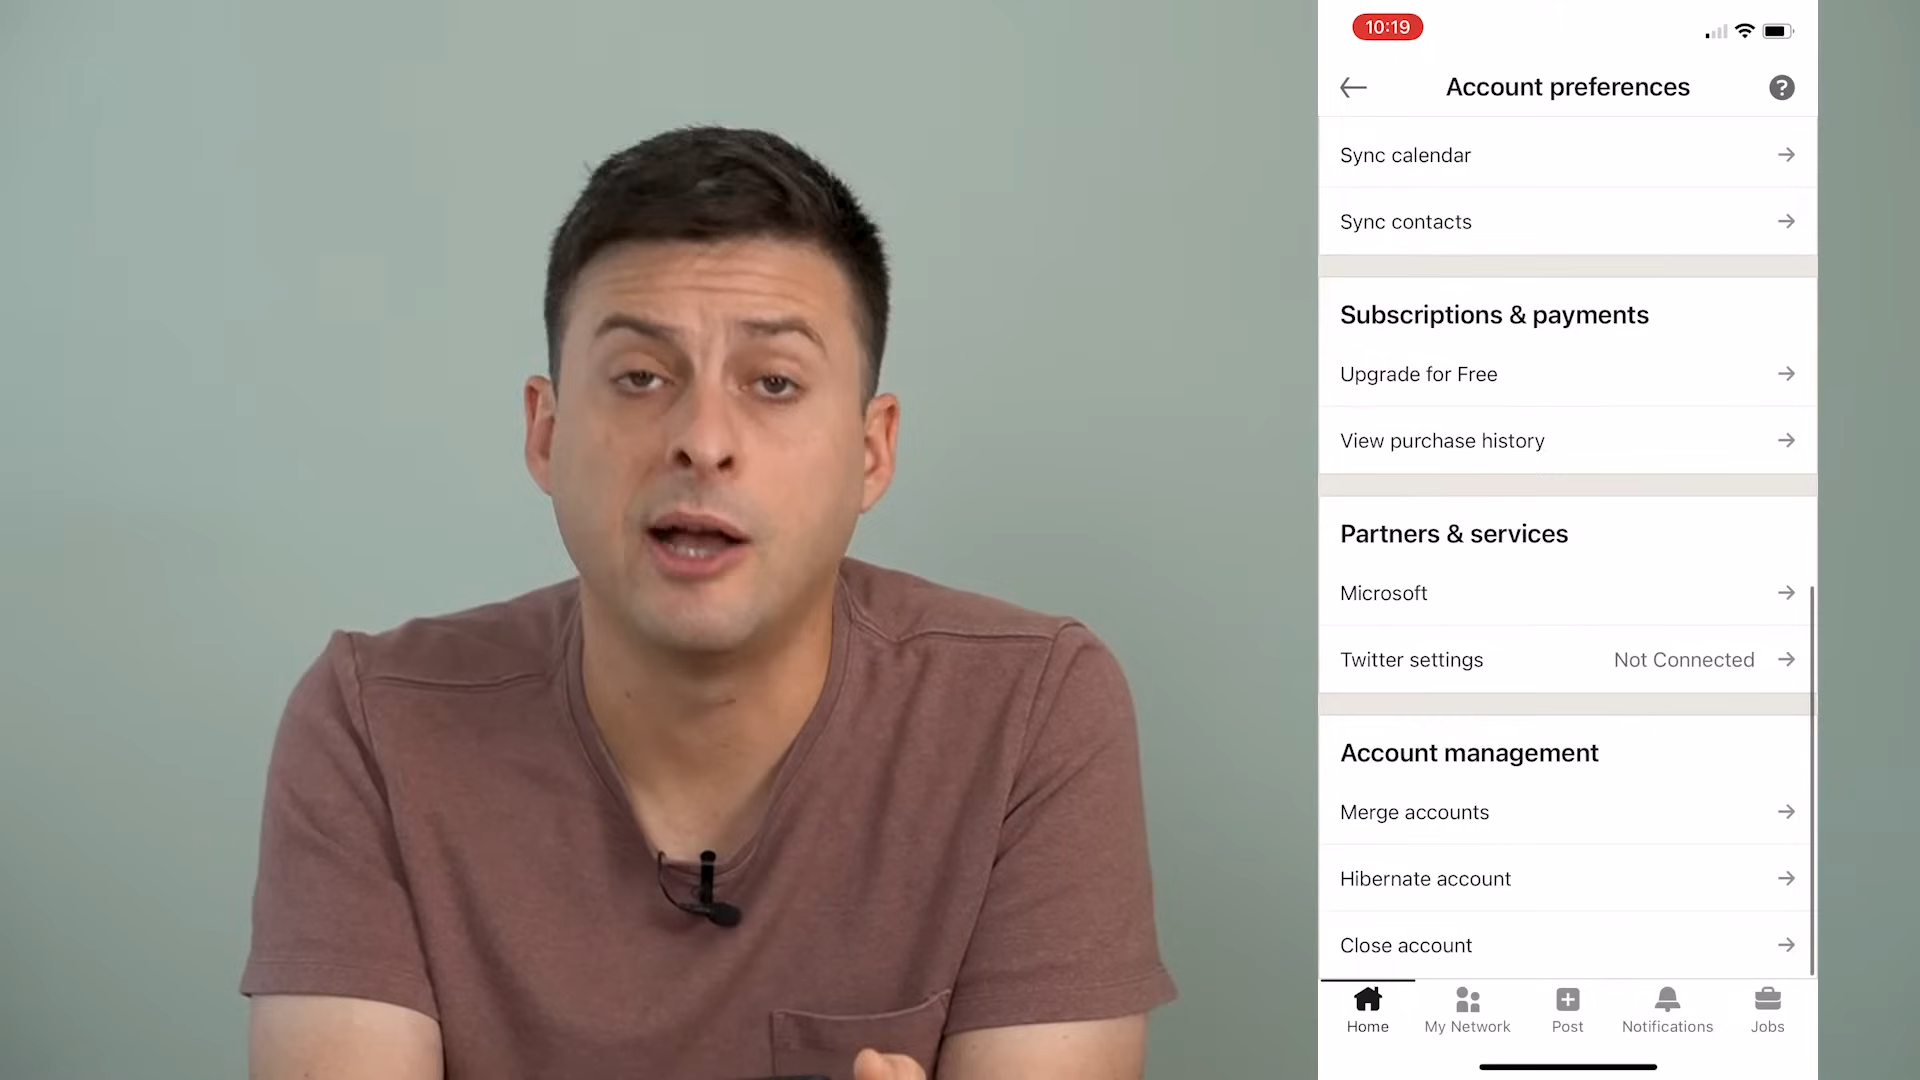 10:19
Account preferences
?
Sync calendar
Sync contacts
Subscriptions & payments
Upgrade for Free
View purchase history
Partners & services
Microsoft
Twitter settings Not Connected
Account management
Merge accounts
Hibernate account
Close account
Home My Network Post Notifications Jobs